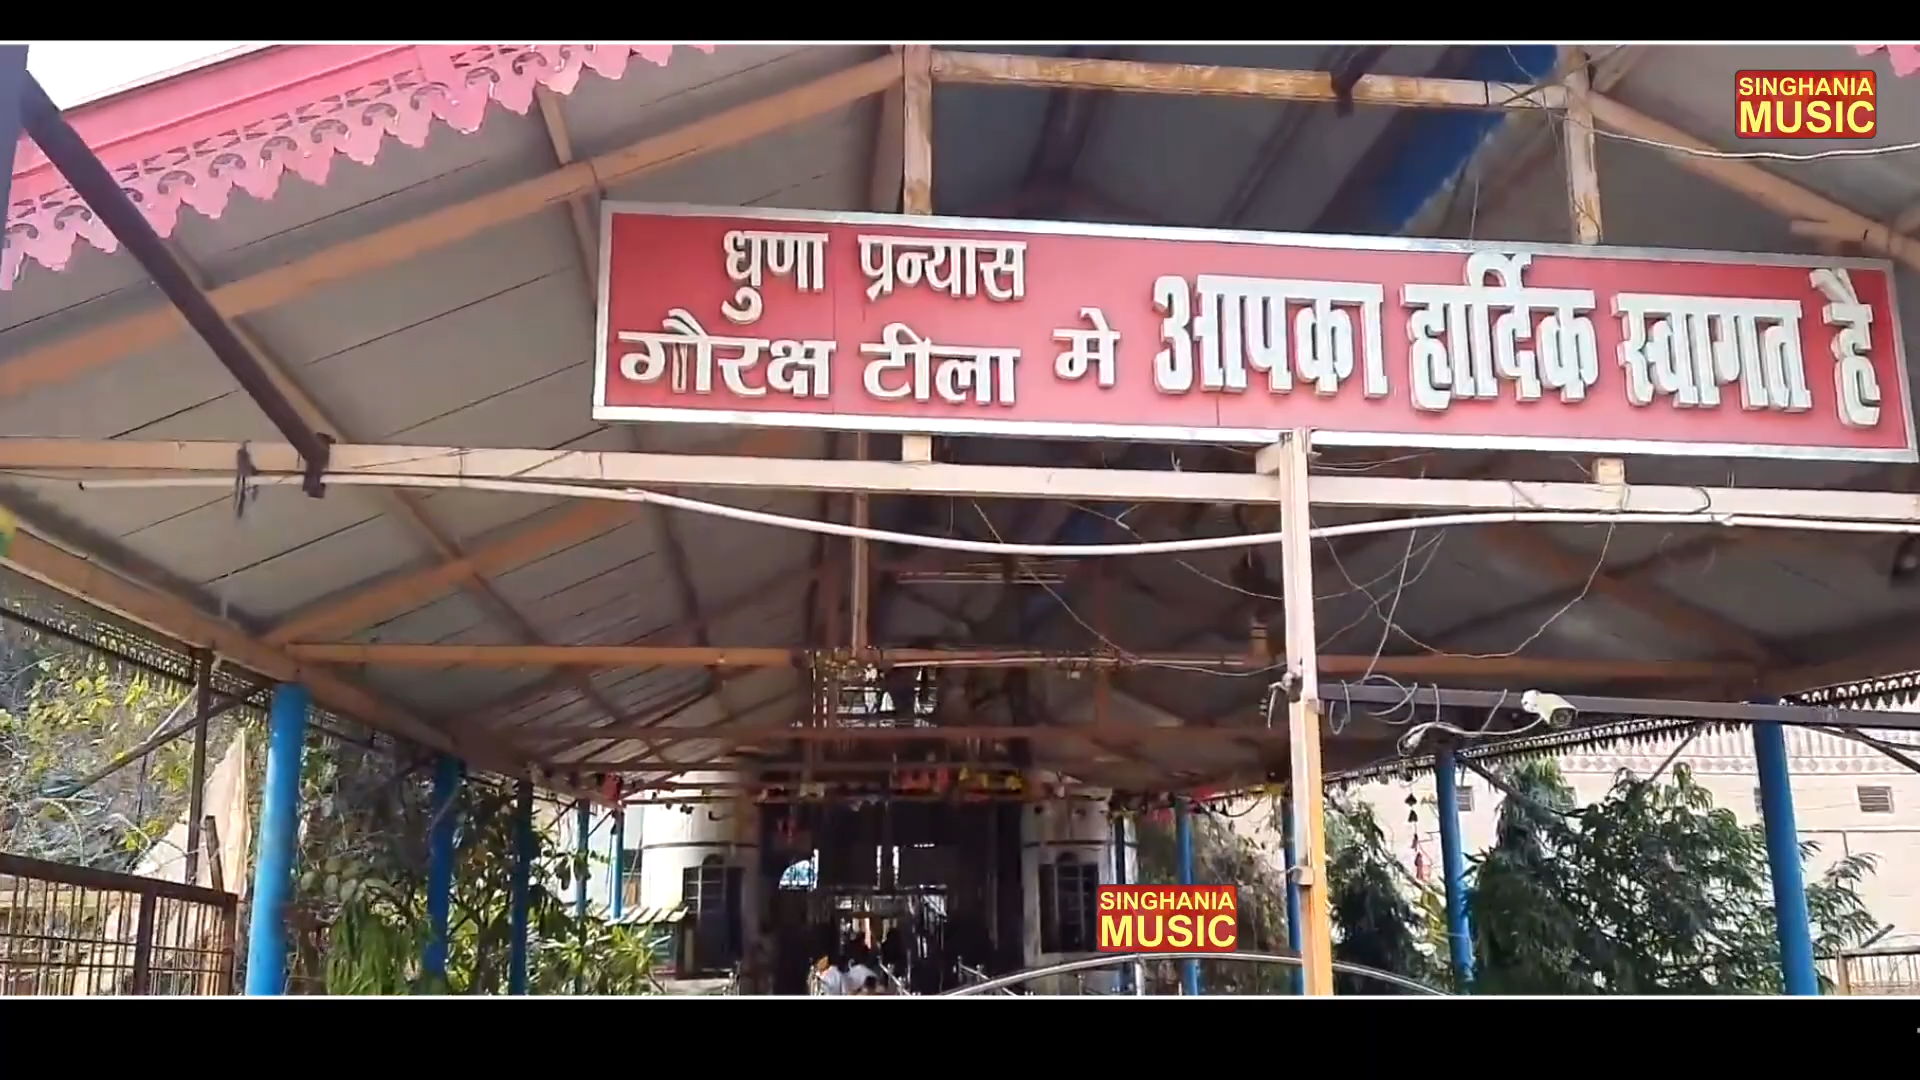 SINGHANIA
MUSIC
धुणा प्रन्यास
गौरक्ष टीला मे आपका हार्दिक स्वागत है
SINGHANIA
MUSIC